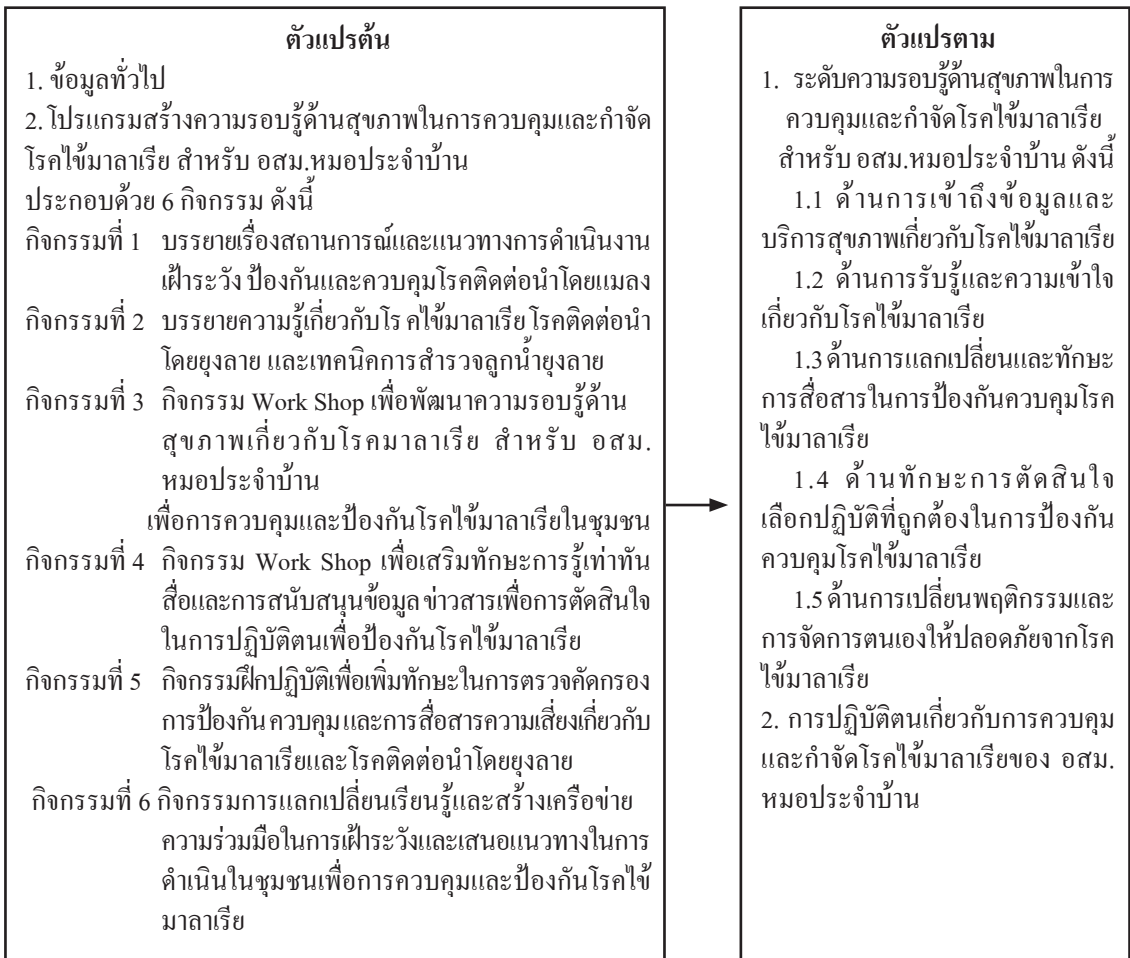 ตัวแปรต้น
1. ข้อมูลทั่วไป
2. โปรแกรมสร้างความรอบรู้ด้านสุขภาพในการควบคุมและกำจัด
โรคไข้มาลาเรีย สำหรับ อสม.หมอประจำบ้าน
ประกอบด้วย 6 กิจกรรม ดังนี้
กิจกรรมที่ 1 บรรยายเรื่องสถานการณ์และแนวทางการดำเนินงาน
เฝ้าระวัง ป้องกันและควบคุมโรคติดต่อนำโดยแมลง
กิจกรรมที่ 2 บรรยายความรู้เกี่ยวกับโร คไข้มาลาเรีย โรคติดต่อนำ
โดยยุงลาย และเทคนิคการสำรวจลูกน้ำยุงลาย
กิจกรรมที่ 3 กิจกรรม Work Shop เพื่อพัฒนาความรอบรู้ด้าน
สุขภาพเกี่ยวกับโรคมาลาเรีย สำหรับ อสม.
หมอประจำบ้าน
เพื่อการควบคุมและป้องกันโรคไข้มาลาเรียในชุมชน
กิจกรรมที่ 4 กิจกรรม Work Shop เพื่อเสริมทักษะการรู้เท่าทัน
สื่อและการสนับสนุนข้อมูล ข่าวสารเพื่อการตัดสินใจ
ในการปฏิบัติตนเพื่อป้องกันโรคไข้มาลาเรีย
กิจกรรมที่ 5 กิจกรรมฝึกปฏิบัติเพื่อเพิ่มทักษะในการตรวจคัดกรอง
การป้องกัน ควบคุม และการสื่อสารความเสี่ยงเกี่ยวกับ
โรคไข้มาลาเรียและโรคติดต่อนำโดยยุงลาย
กิจกรรมที่ 6 กิจกรรมการแลกเปลี่ยนเรียนรู้และสร้างเครือข่าย
ความร่วมมือในการเฝ้าระวังและเสนอแนวทางในการ
ดำเนินในชุมชนเพื่อการควบคุมและป้องกันโรคไข้
มาลาเรีย
ตัวแปรตาม
1. ระดับความรอบรู้ด้านสุขภาพในการ
ควบคุมและกำจัดโรคไข้มาลาเรีย
สำหรับ อสม.หมอประจำบ้าน ดังนี้
1.1 ด้านการเข้าถึงข้อมูลและ
บริการสุขภาพเกี่ยวกับโรคไข้มาลาเรีย
1.2 ด้านการรับรู้และความเข้าใจ
เกี่ยวกับโรคไข้มาลาเรีย
1.3 ด้านการแลกเปลี่ยนและทักษะ
การสื่อสารในการป้องกันควบคุมโรค
ไข้มาลาเรีย
1.4 ด้านทักษะการตัดสินใจ
เลือกปฏิบัติที่ถูกต้องในการป้องกัน
ควบคุมโรคไข้มาลาเรีย
1.5 ด้านการเปลี่ยนพฤติกรรมและ
การจัดการตนเองให้ปลอดภัยจากโรค
ไข้มาลาเรีย
2. การปฏิบัติตนเกี่ยวกับการควบคุม
และกำจัดโรคไข้มาลาเรียของ อสม.
หมอประจำบ้าน